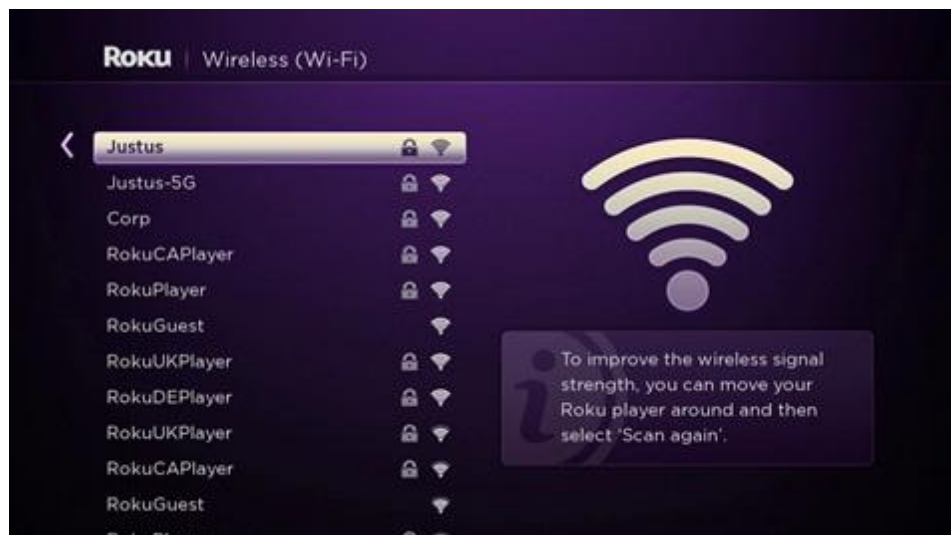 Roku | Wireless (Wi-Fi)
Justus
Justus-5G
Corp
RokuCAPlayer
RokuPlayer
RokuGuest
RokuUKPlayer
RokuDEPlayer
RokuUKPlayer
RokuCAPlayer
RokuGuest
To improve the wireless signal
strength, you can move your
Roku player around and then
select 'Scan again'.